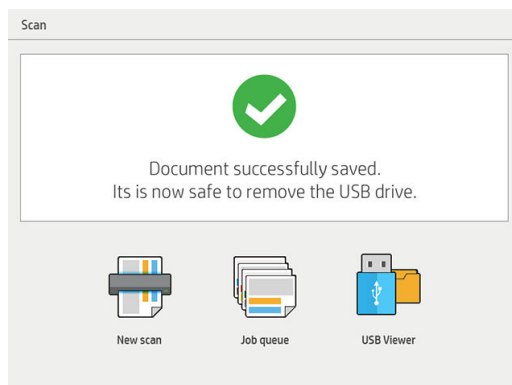 Scan
Document successfully saved.
Its is now safe to remove the USB drive.
New scan
Job queue
USB Viewer